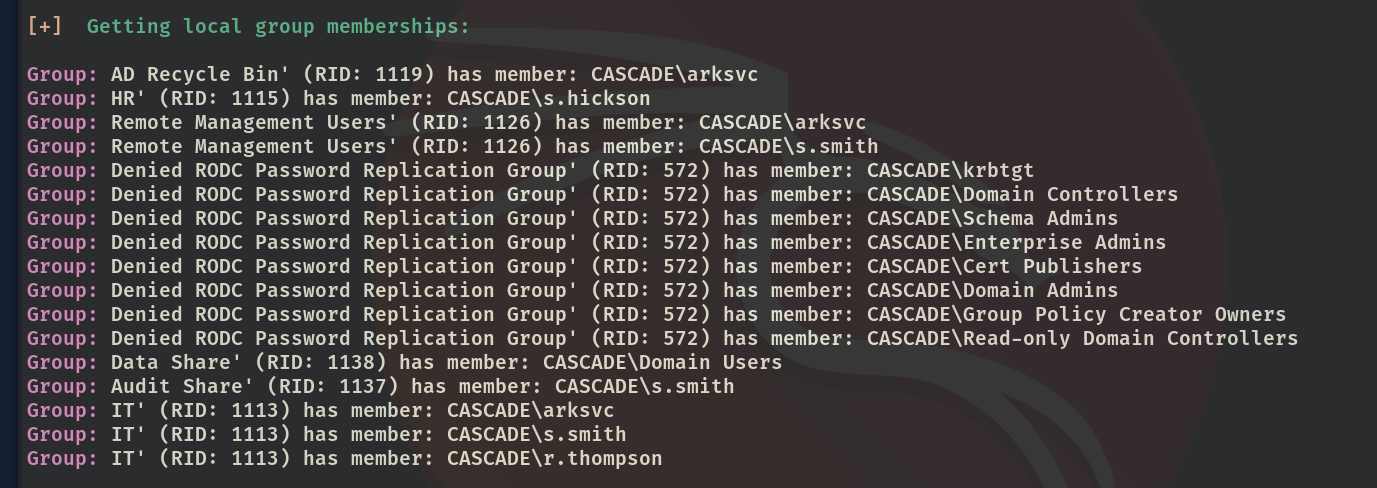 [+]  Getting local group memberships:
Group: AD Recycle Bin' (RID: 1119) has member: CASCADE\arksvc
Group: HR' (RID: 1115) has member: CASCADE\s.hickson
Group: Remote Management Users' (RID: 1126) has member: CASCADE\arksvc
Group: Remote Management Users' (RID: 1126) has member: CASCADE\s.smith
Group: Denied RODC Password Replication Group' (RID: 572) has member: CASCADE\krbtgt
Group: Denied RODC Password Replication Group' (RID: 572) has member: CASCADE\Domain Controllers
Group: Denied RODC Password Replication Group' (RID: 572) has member: CASCADE\Schema Admins
Group: Denied RODC Password Replication Group' (RID: 572) has member: CASCADE\Enterprise Admins
Group: Denied RODC Password Replication Group' (RID: 572) has member: CASCADE\Cert Publishers
Group: Denied RODC Password Replication Group' (RID: 572) has member: CASCADE\Domain Admins
Group: Denied RODC Password Replication Group' (RID: 572) has member: CASCADE\Group Policy Creator Owners
Group: Denied RODC Password Replication Group' (RID: 572) has member: CASCADE\Read-only Domain Controllers
Group: Data Share' (RID: 1138) has member: CASCADE\Domain Users
Group: Audit Share' (RID: 1137) has member: CASCADE\s.smith
Group: IT' (RID: 1113) has member: CASCADE\arksvc
Group: IT' (RID: 1113) has member: CASCADE\s.smith
Group: IT' (RID: 1113) has member: CASCADE\r.thompson